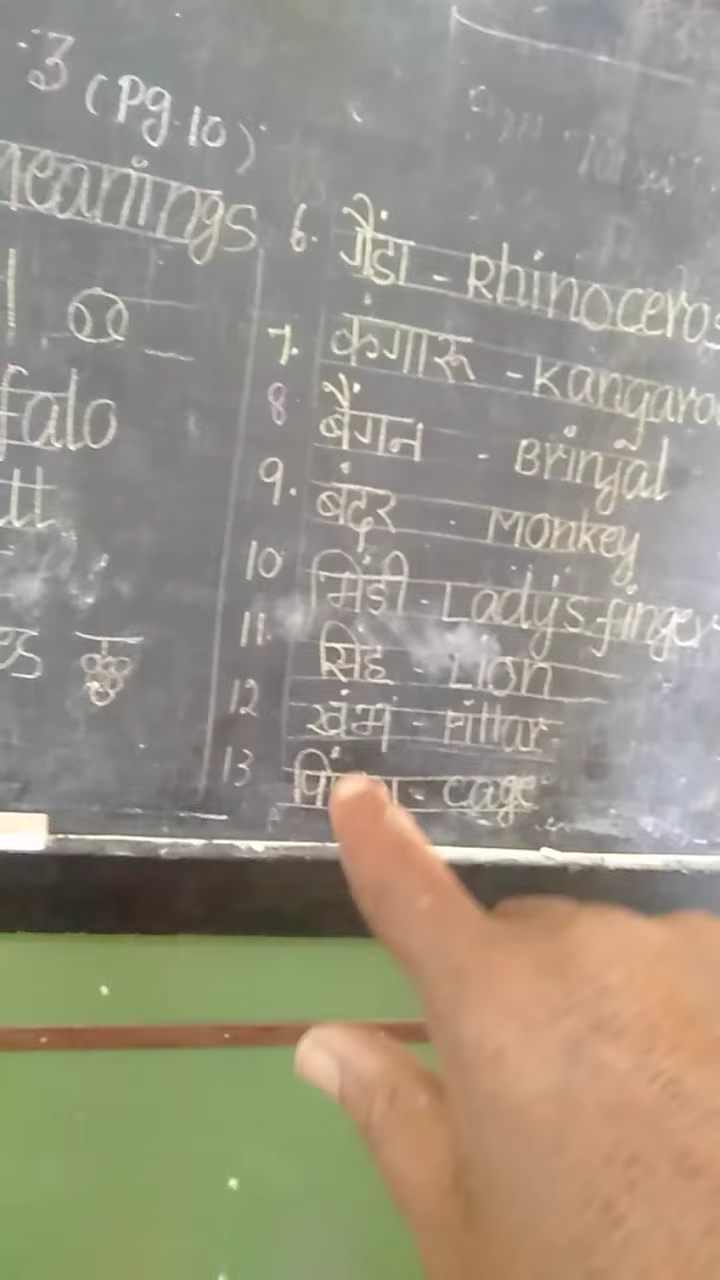 3 (Pg.10)
meanings
6. गैंडा - Rhinoceros
7. कंगारू - Kangaroo
8 बैंगन - Brinjal
9. बंदर - Monkey
10 भिंडी - Lady's finger
11. सिंह - Lion
12 खंभा - Pillar
13 - cage
falo